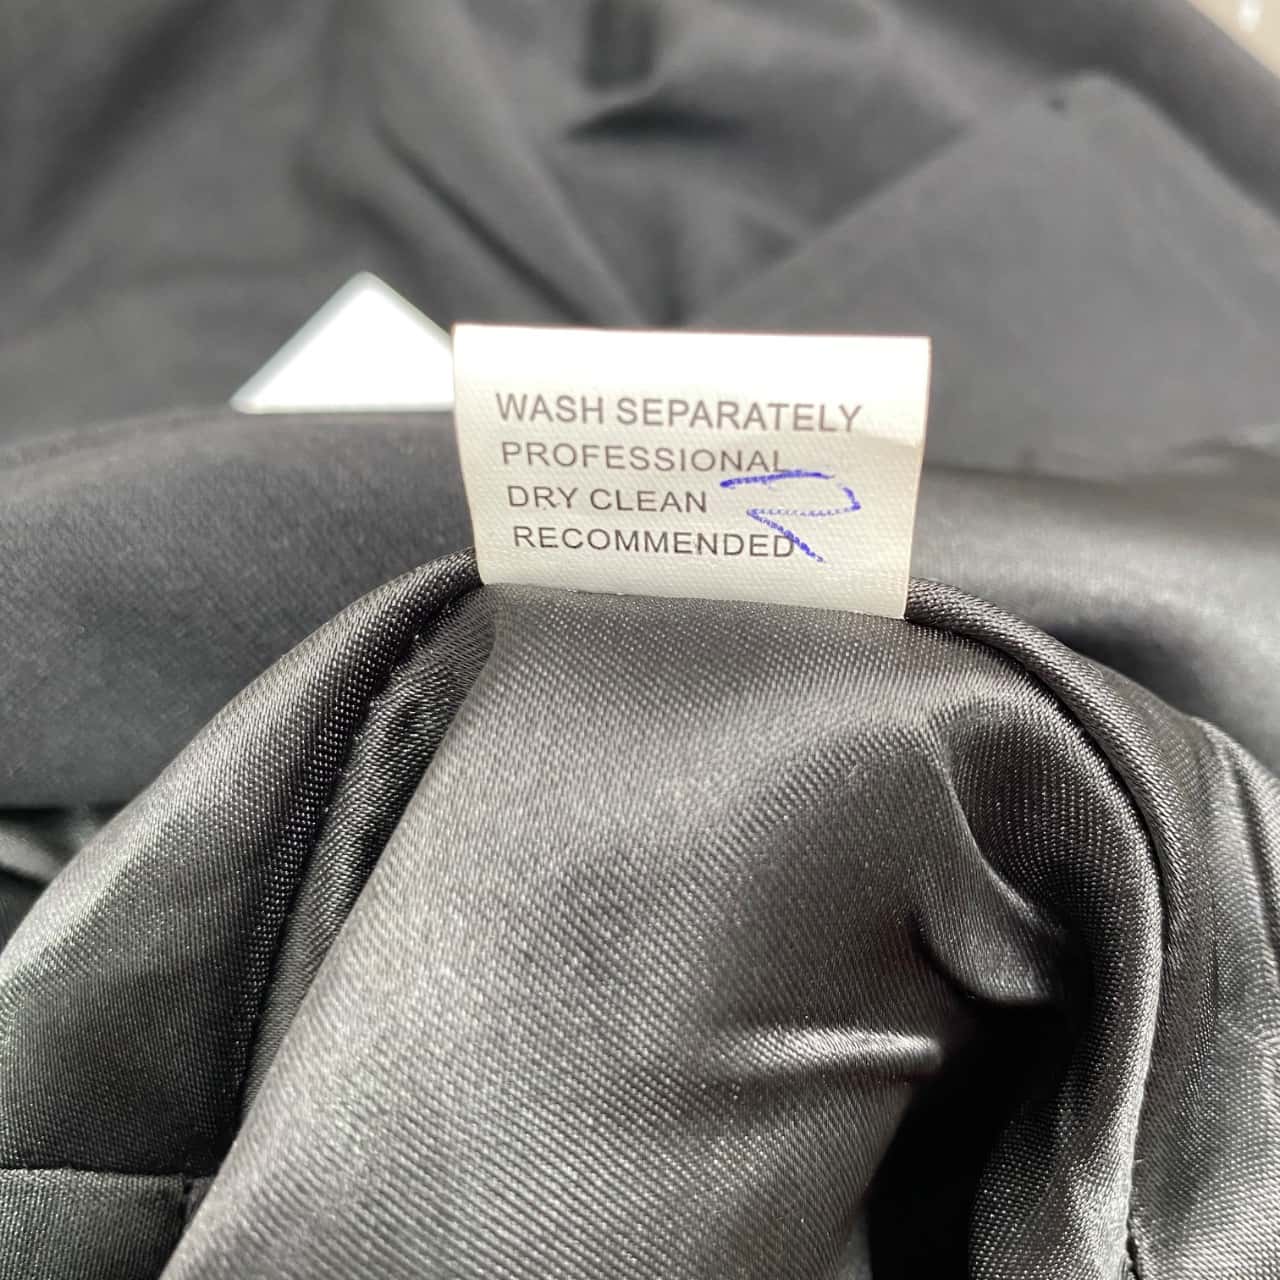 WASH SEPARATELY
PROFESSIONAL
DRY CLEAN
RECOMMENDED